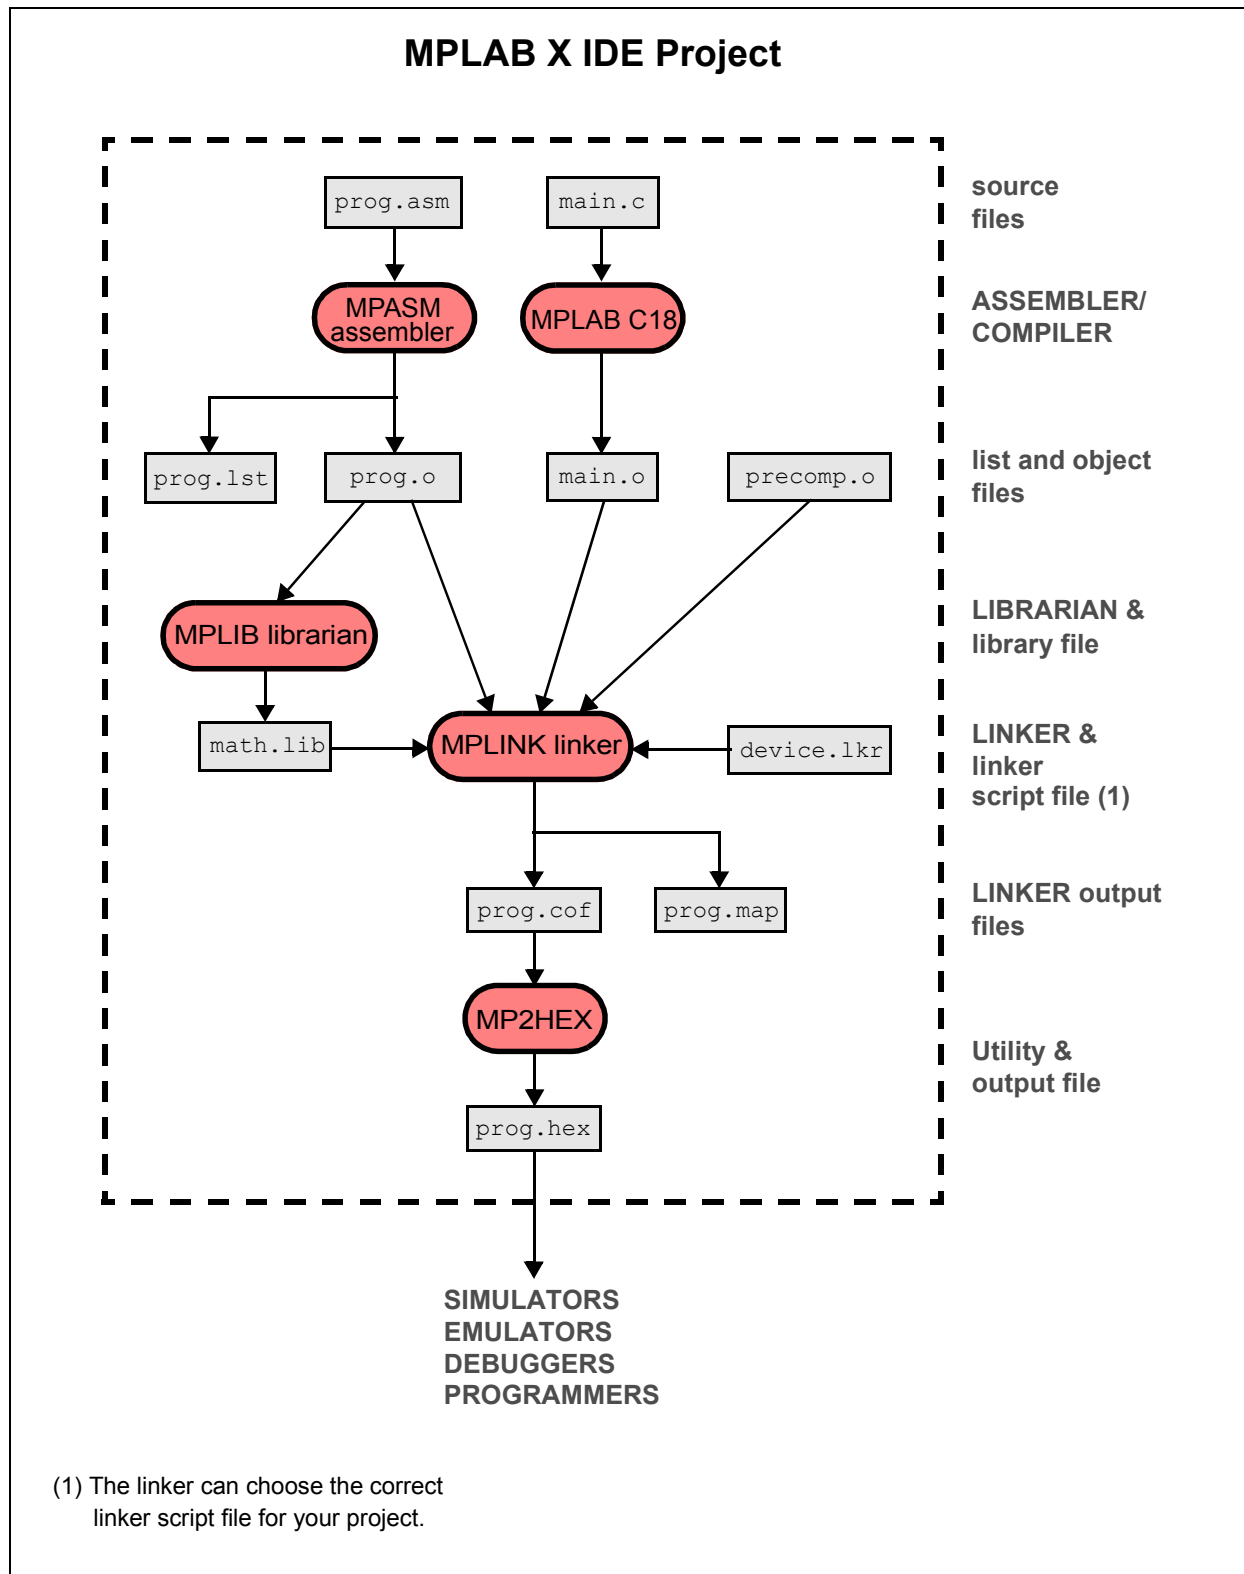 MPLAB X IDE Project
prog.asm
main.c
source
files
MPASM
assembler
MPLAB C18
ASSEMBLER/
COMPILER
prog.lst
prog.o
main.o
precomp.o
list and object
files
MPLIB librarian
LIBRARIAN &
library file
math.lib
MPLINK linker
device.lkr
LINKER &
linker
script file (1)
prog.cof
prog.map
LINKER output
files
MP2HEX
Utility &
output file
prog.hex
SIMULATORS
EMULATORS
DEBUGGERS
PROGRAMMERS
(1) The linker can choose the correct
linker script file for your project.